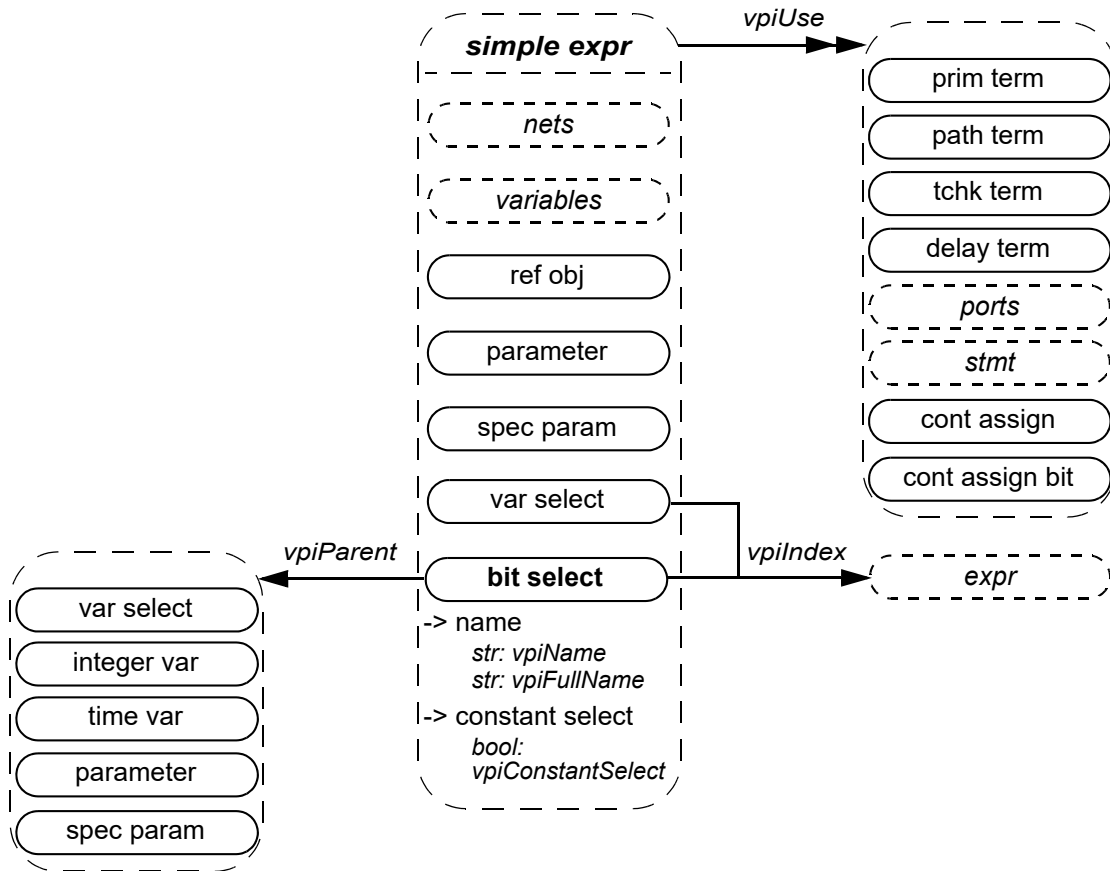 simple expr
nets
variables
ref obj
parameter
spec param
var select
bit select
-> name
str: vpiName
str: vpiFullName
-> constant select
bool:
vpiConstantSelect
vpiUse
prim term
path term
tchk term
delay term
ports
stmt
cont assign
cont assign bit
vpiIndex
expr
vpiParent
var select
integer var
time var
parameter
spec param